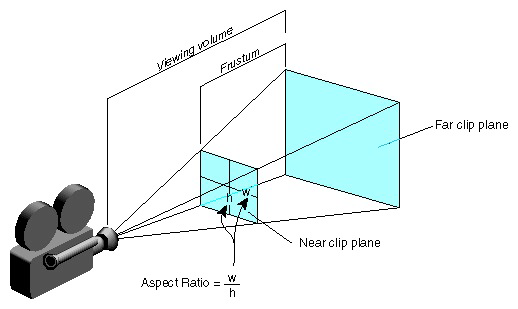 Viewing volume
Frustum
Far clip plane
h
w
Near clip plane
Aspect Ratio = w
h